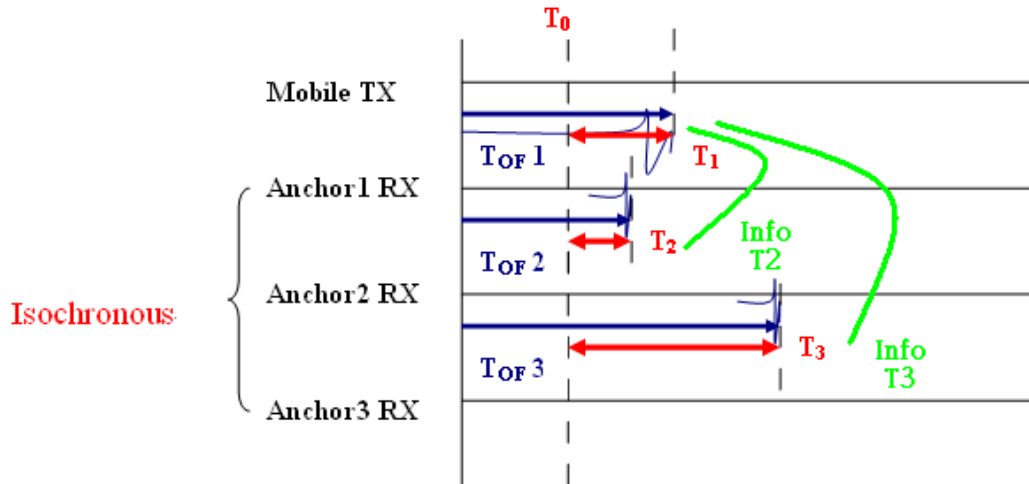 T0
Mobile TX
TOF 1
T1
Anchor1 RX
TOF 2
T2
Info
T2
Anchor2 RX
Isochronous
TOF 3
T3
Info
T3
Anchor3 RX